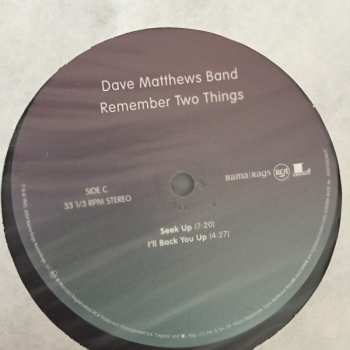 Dave Matthews Band
Remember Two Things
SIDE C
33 1/3 RPM STEREO
BAMA RAGS
RCA
Seek Up (7:20)
I'll Back You Up (4:27)